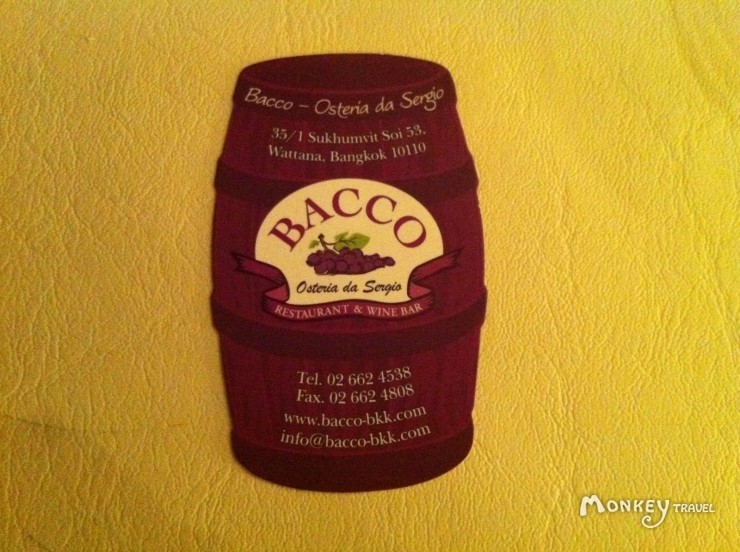 Bacco – Osteria da Sergio
35/1 Sukhumvit Soi 53,
Wattana, Bangkok 10110
BACCO
Osteria da Sergio
RESTAURANT & WINE BAR
Tel. 02 662 4538
Fax. 02 662 4808
www.bacco-bkk.com
info@bacco-bkk.com
MONKEY TRAVEL